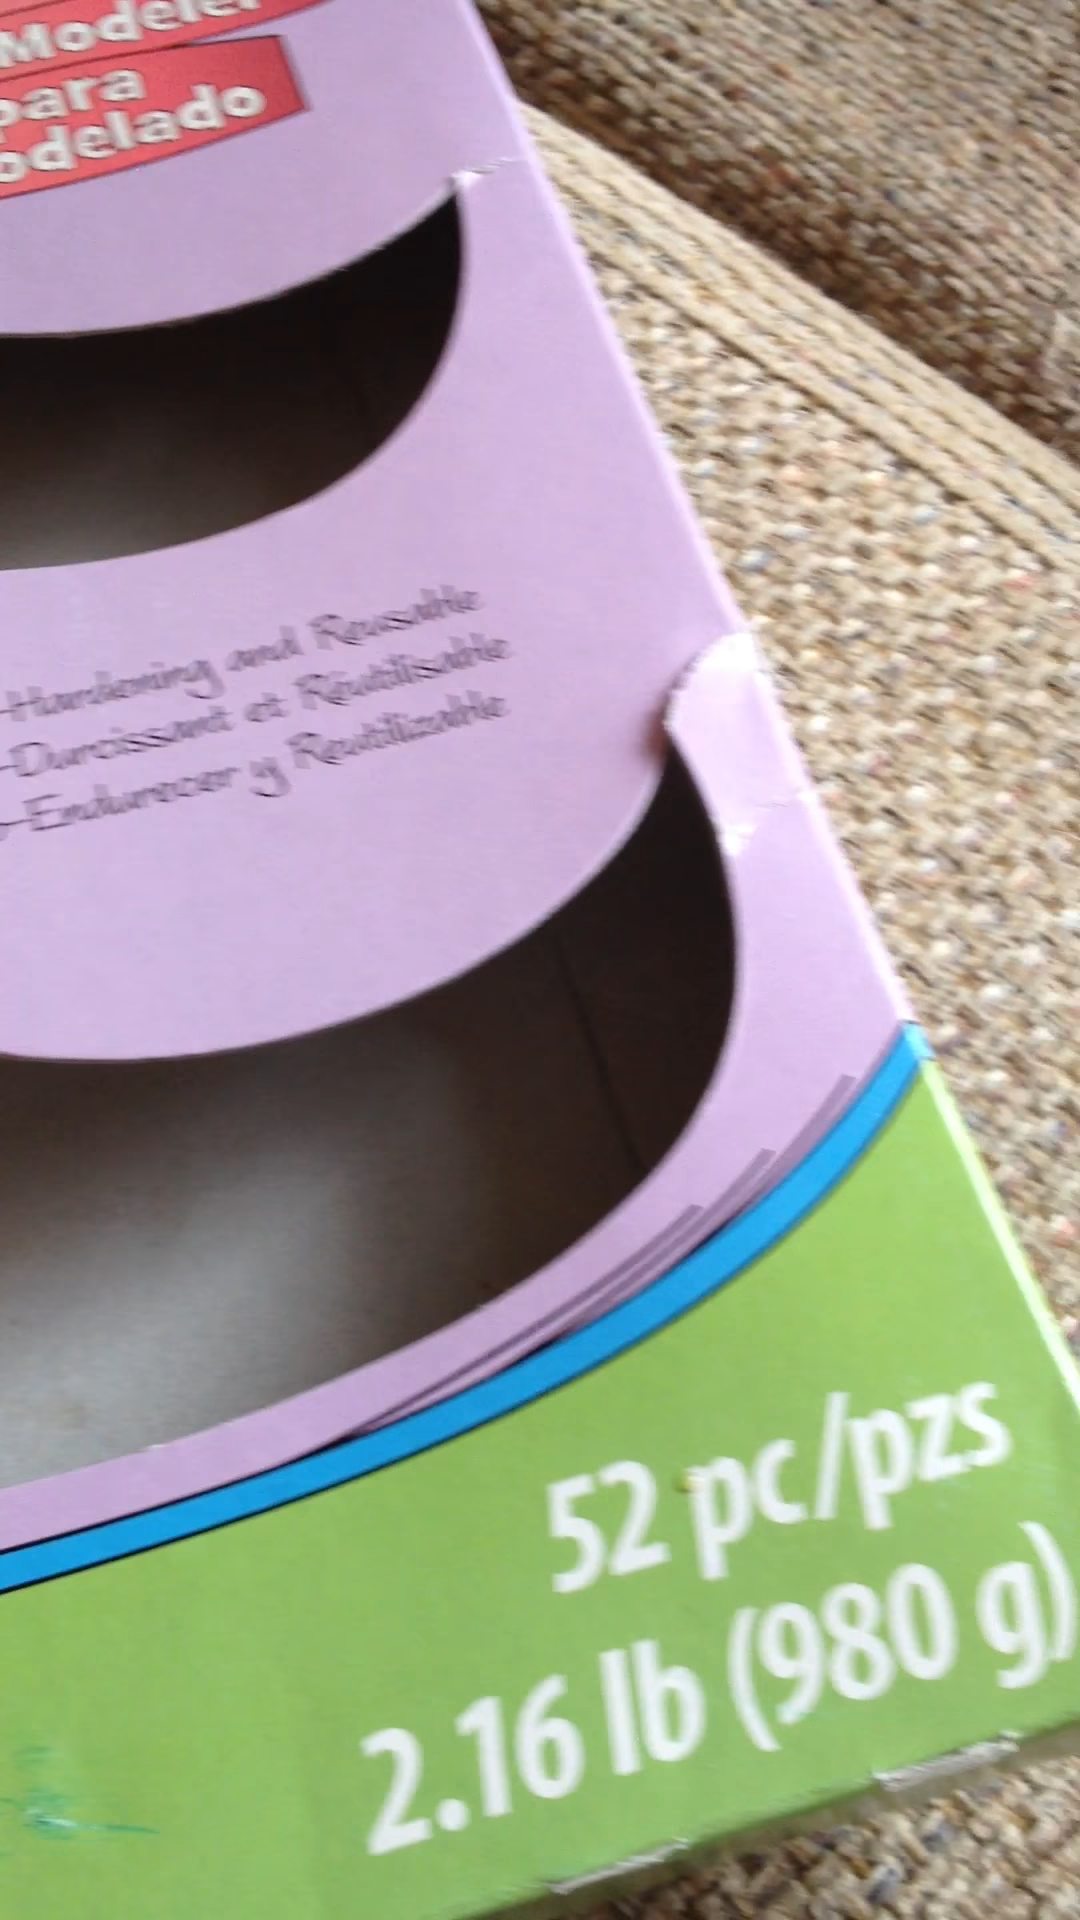 Modeler
para
odelado
-Hardening and Reusable
-Durcissant et Réutilisable
o-Endurecer y Reutilizable
52 pc/pzs
2.16 lb (980 g)